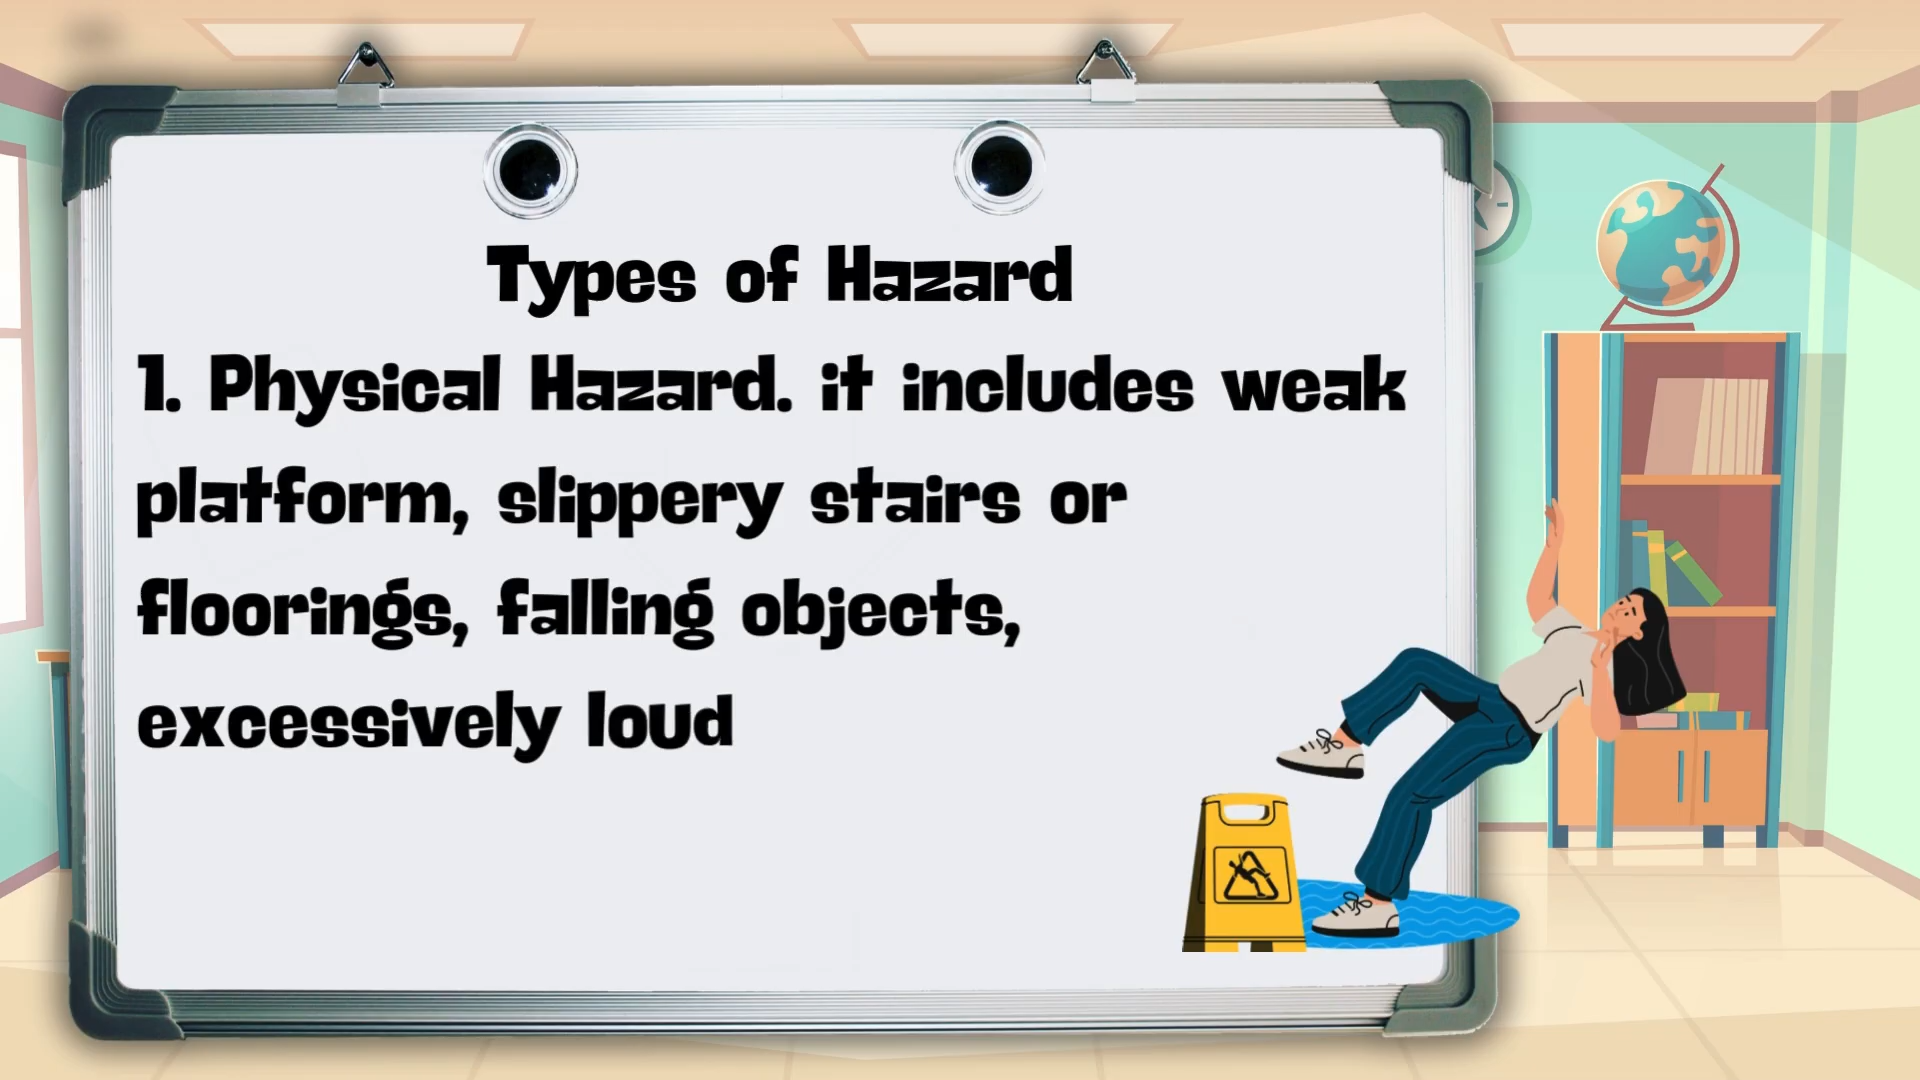 Types of Hazard
1. Physical Hazard. it includes weak
platform, slippery stairs or
floorings, falling objects,
excessively loud